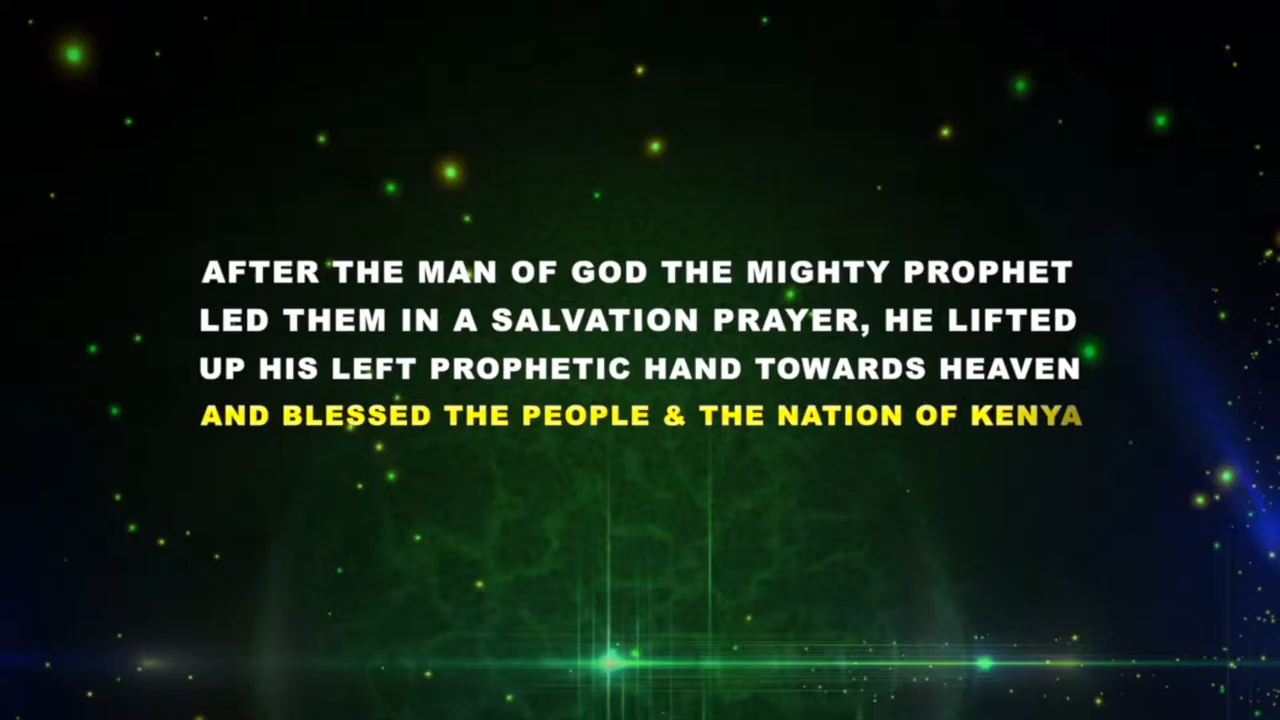 AFTER THE MAN OF GOD THE MIGHTY PROPHET
LED THEM IN A SALVATION PRAYER, HE LIFTED
UP HIS LEFT PROPHETIC HAND TOWARDS HEAVEN
AND BLESSED THE PEOPLE & THE NATION OF KENYA